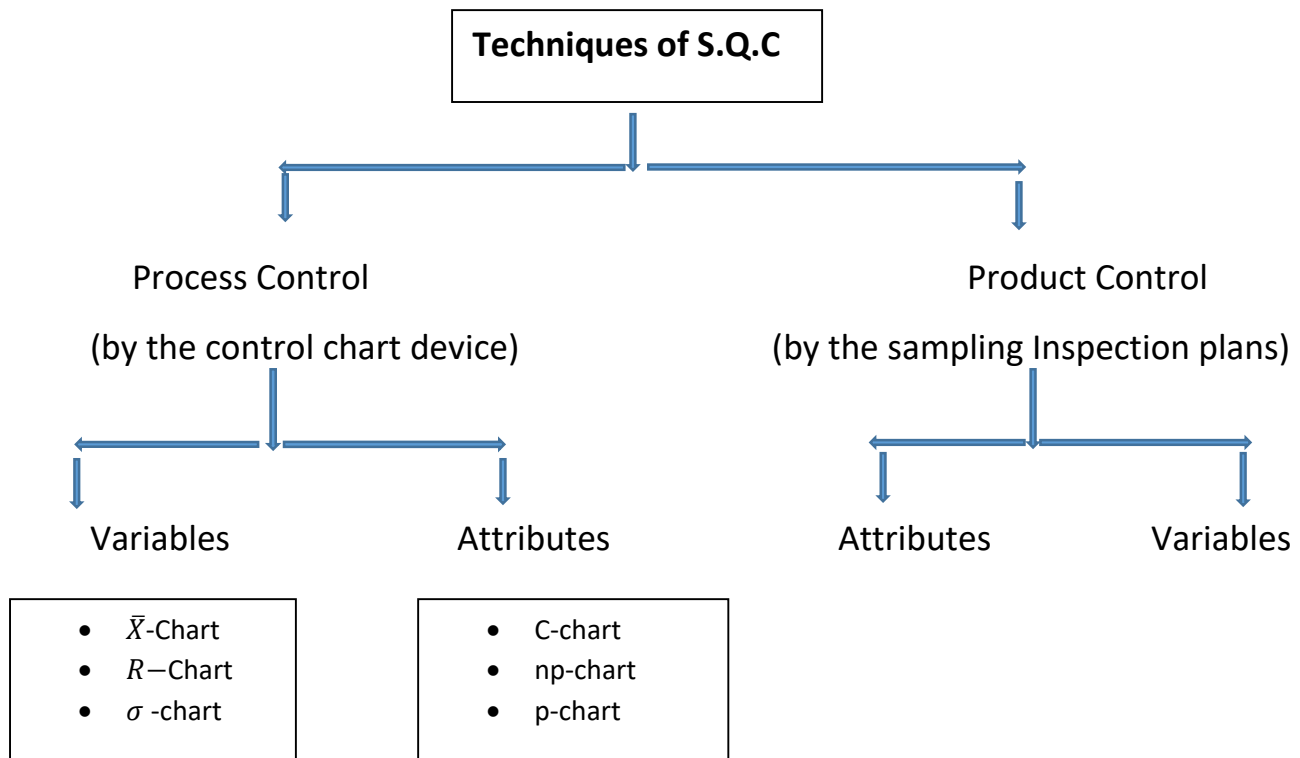 Techniques of S.Q.C
Process Control
Product Control
(by the control chart device)
(by the sampling Inspection plans)
Variables
Attributes
Attributes
Variables
• X̄-Chart
• R−Chart
• σ -chart
• C-chart
• np-chart
• p-chart